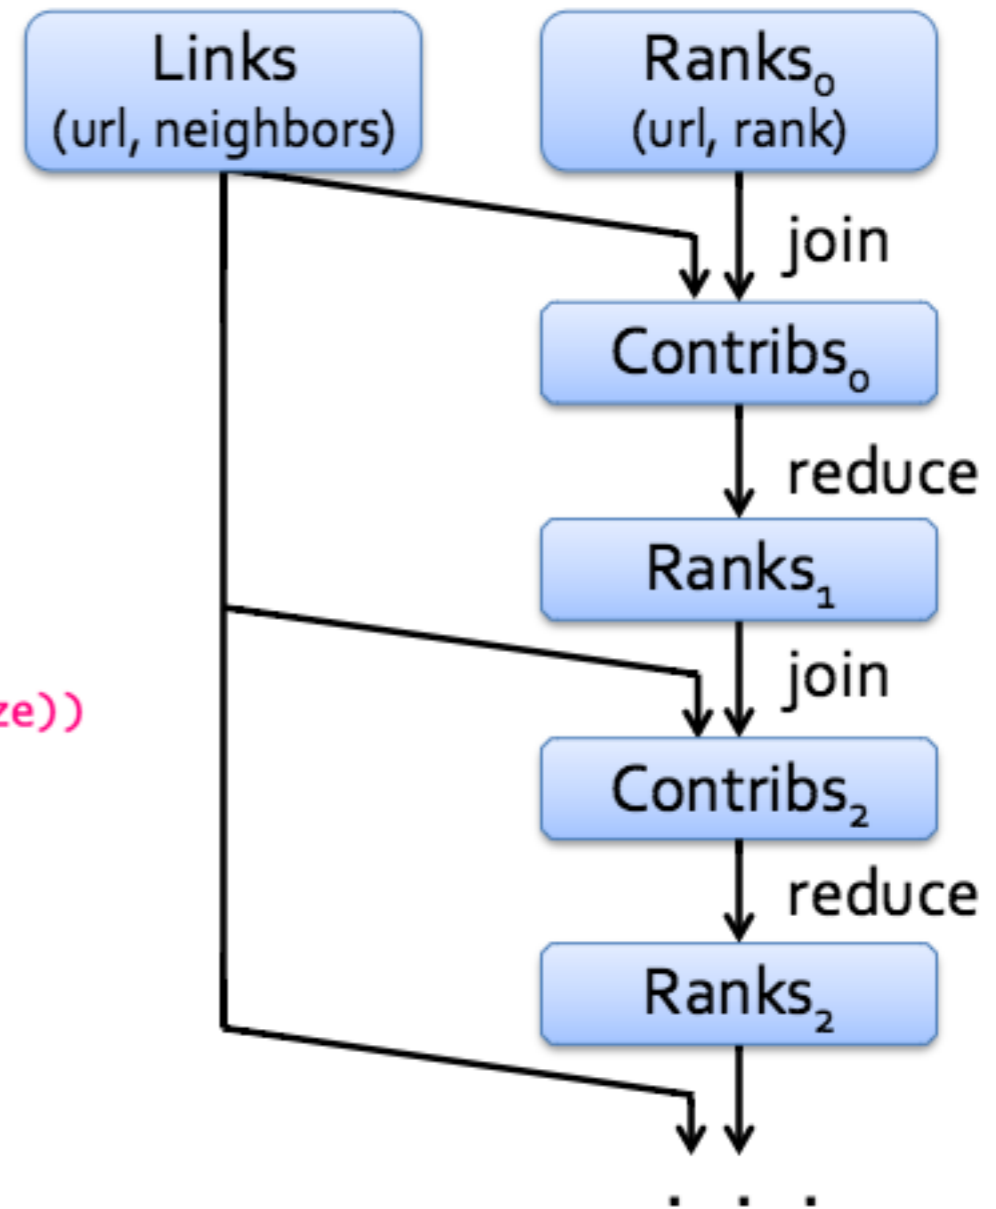 Links
(url, neighbors)
Ranks₀
(url, rank)
join
Contribs₀
reduce
Ranks₁
join
ze))
Contribs₂
reduce
Ranks₂
. . .